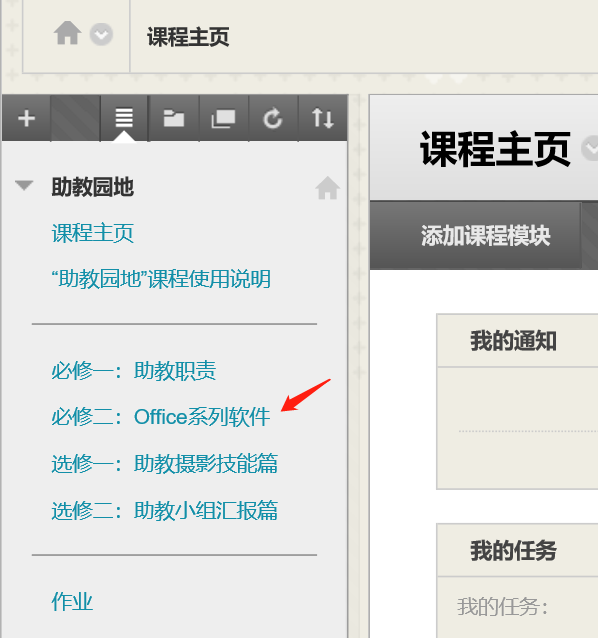 课程主页
助教园地
课程主页
“助教园地”课程使用说明
必修一：助教职责
必修二：Office系列软件
选修一：助教摄影技能篇
选修二：助教小组汇报篇
作业
课程主页
添加课程模块
我的通知
我的任务
我的任务：